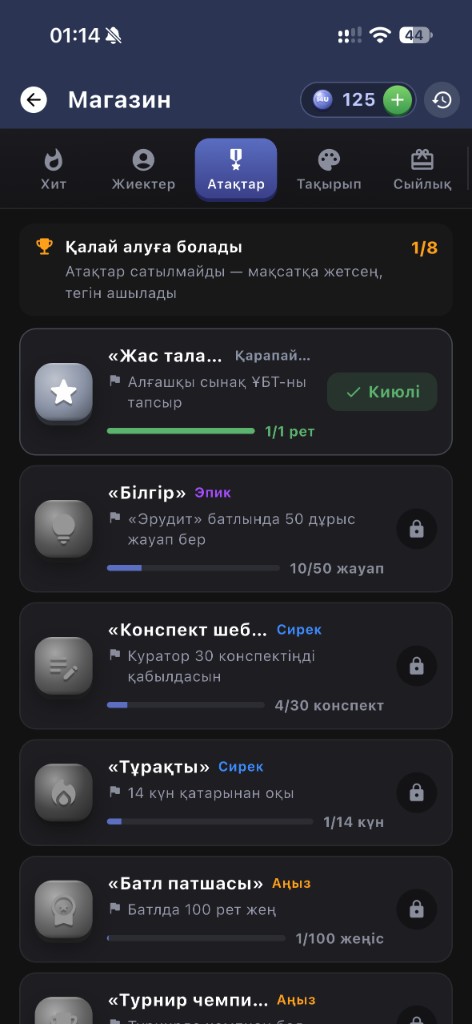 01:14
44
Магазин
125
Хит
Жиектер
Атақтар
Тақырып
Сыйлық
Қалай алуға болады
1/8
Атақтар сатылмайды — мақсатқа жетсең,
тегін ашылады
«Жас тала... Қарапай...
Алғашқы сынақ ҰБТ-ны
тапсыр
Киюлі
1/1 рет
«Білгір» Эпик
«Эрудит» батлында 50 дұрыс
жауап бер
10/50 жауап
«Конспект шеб... Сирек
Куратор 30 конспектіңді
қабылдасын
4/30 конспект
«Тұрақты» Сирек
14 күн қатарынан оқы
1/14 күн
«Батл патшасы» Аңыз
Батлда 100 рет жең
1/100 жеңіс
«Турнир чемпи... Аңыз